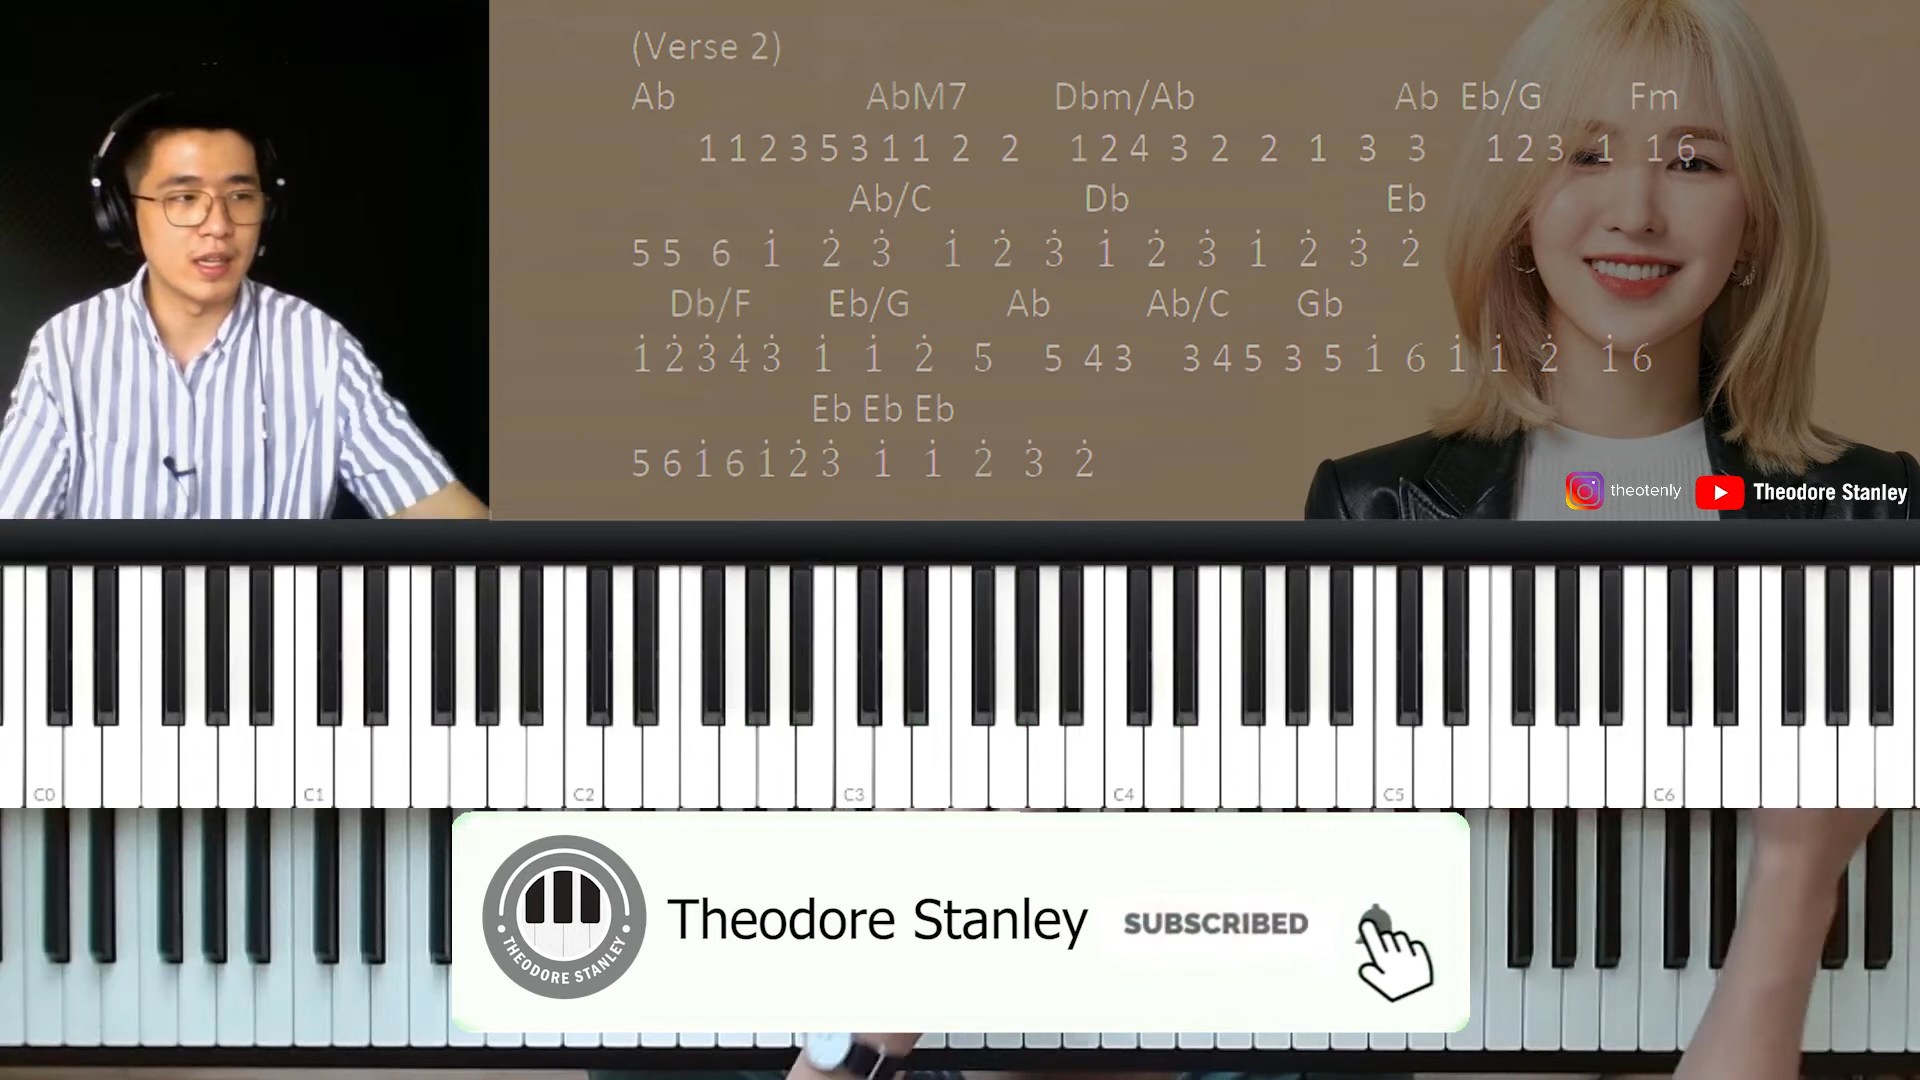 (Verse 2)
Ab AbM7 Dbm/Ab Ab Eb/G Fm
1 1 2 3 5 3 1 1 2 2 1 2 4 3 2 2 1 3 3 1 2 3 1 1 6
Ab/C Db Eb
5 5 6 1̇ 2̇ 3̇ 1̇ 2̇ 3̇ 1̇ 2̇ 3̇ 1̇ 2̇ 3̇ 2̇
Db/F Eb/G Ab Ab/C Gb
1̇ 2̇ 3̇ 4̇ 3̇ 1̇ 1̇ 2̇ 5 5 4 3 3 4 5 3 5 1̇ 6 1̇ 1̇ 2̇ 1̇ 6
Eb Eb Eb
5 6 1̇ 6 1̇ 2̇ 3̇ 1̇ 1̇ 2̇ 3̇ 2̇
theotenly Theodore Stanley
C0 C1 C2 C3 C4 C5 C6
THEODORE STANLEY
Theodore Stanley SUBSCRIBED